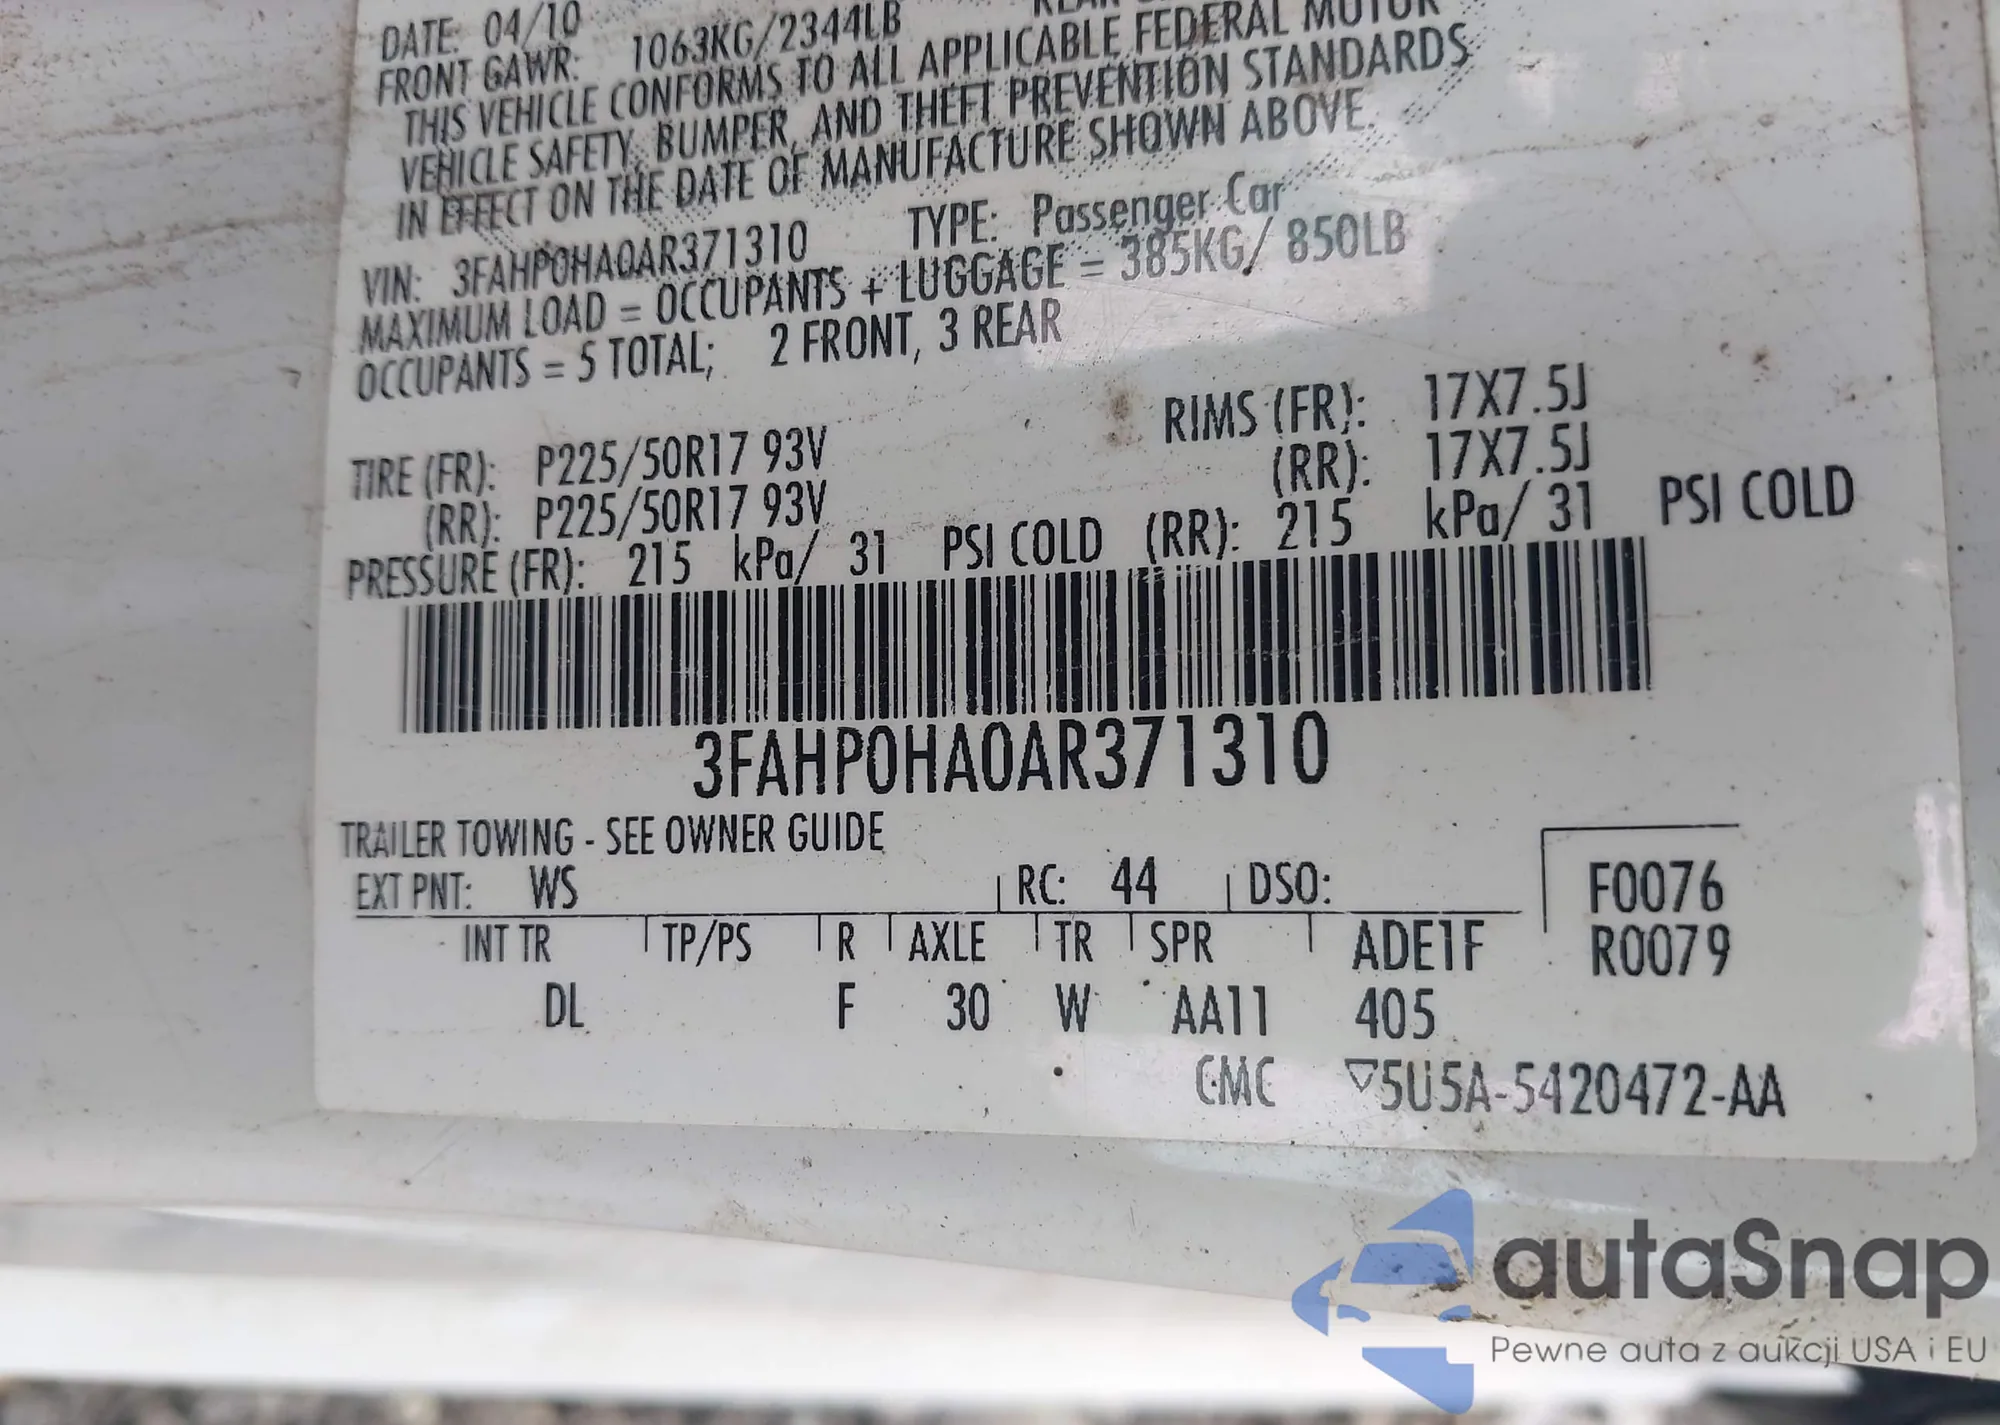 DATE: 04/10
FRONT GAWR: 1063KG/2344LB
THIS VEHICLE CONFORMS TO ALL APPLICABLE FEDERAL MOTOR
VEHICLE SAFETY, BUMPER, AND THEFT PREVENTION STANDARDS
IN EFFECT ON THE DATE OF MANUFACTURE SHOWN ABOVE.
VIN: 3FAHP0HA0AR371310 TYPE: Passenger Car
MAXIMUM LOAD = OCCUPANTS + LUGGAGE = 385KG/ 850LB
OCCUPANTS = 5 TOTAL; 2 FRONT, 3 REAR
TIRE (FR): P225/50R17 93V RIMS (FR): 17X7.5J
(RR): P225/50R17 93V (RR): 17X7.5J
PRESSURE (FR): 215 kPa/ 31 PSI COLD (RR): 215 kPa/ 31 PSI COLD
3FAHP0HA0AR371310
TRAILER TOWING - SEE OWNER GUIDE
EXT PNT: WS RC: 44 DSO: F0076
INT TR TP/PS R AXLE TR SPR ADE1F R0079
DL F 30 W AA11 405
CMC ▽5U5A-5420472-AA
autaSnap
Pewne auta z aukcji USA i EU